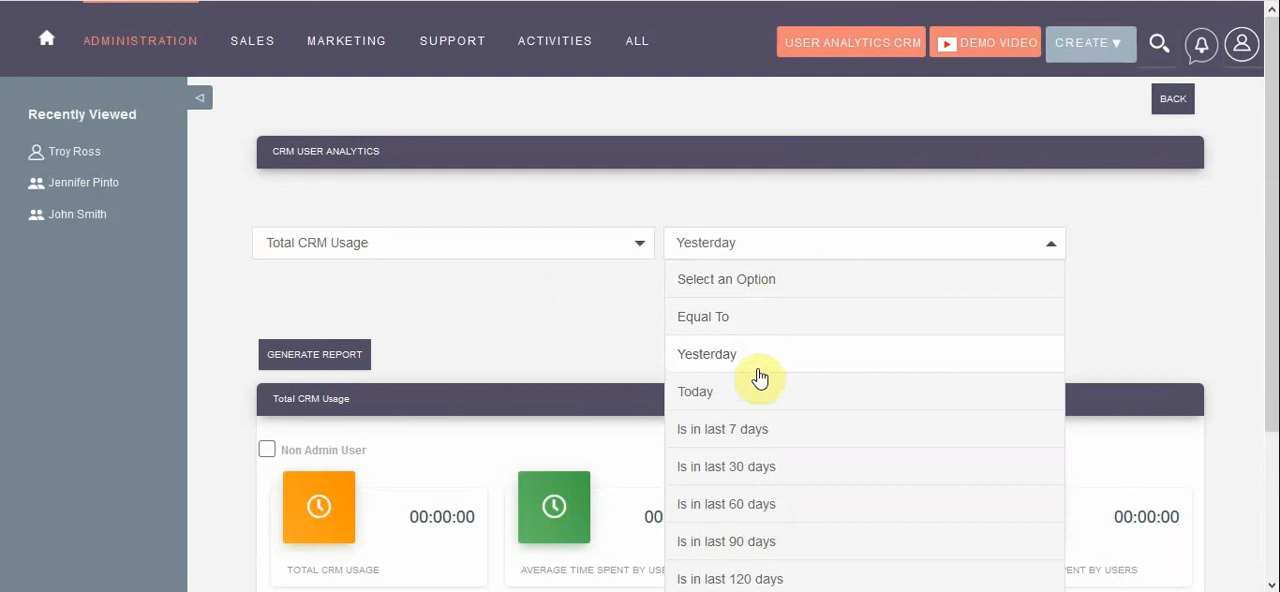 ADMINISTRATION SALES MARKETING SUPPORT ACTIVITIES ALL USER ANALYTICS CRM DEMO VIDEO CREATE ▼
Recently Viewed
Troy Ross
Jennifer Pinto
John Smith
BACK
CRM USER ANALYTICS
Total CRM Usage
Yesterday
Select an Option
Equal To
Yesterday
Today
Is in last 7 days
Is in last 30 days
Is in last 60 days
Is in last 90 days
Is in last 120 days
GENERATE REPORT
Total CRM Usage
Non Admin User
00:00:00
TOTAL CRM USAGE
00
AVERAGE TIME SPENT BY USE
00:00:00
ENT BY USERS